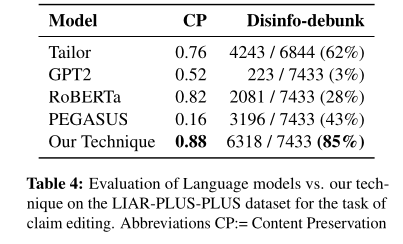 Model CP Disinfo-debunk
Tailor 0.76 4243 / 6844 (62%)
GPT2 0.52 223 / 7433 (3%)
RoBERTa 0.82 2081 / 7433 (28%)
PEGASUS 0.16 3196 / 7433 (43%)
Our Technique 0.88 6318 / 7433 (85%)
Table 4: Evaluation of Language models vs. our tech-
nique on the LIAR-PLUS-PLUS dataset for the task of
claim editing. Abbreviations CP:= Content Preservation